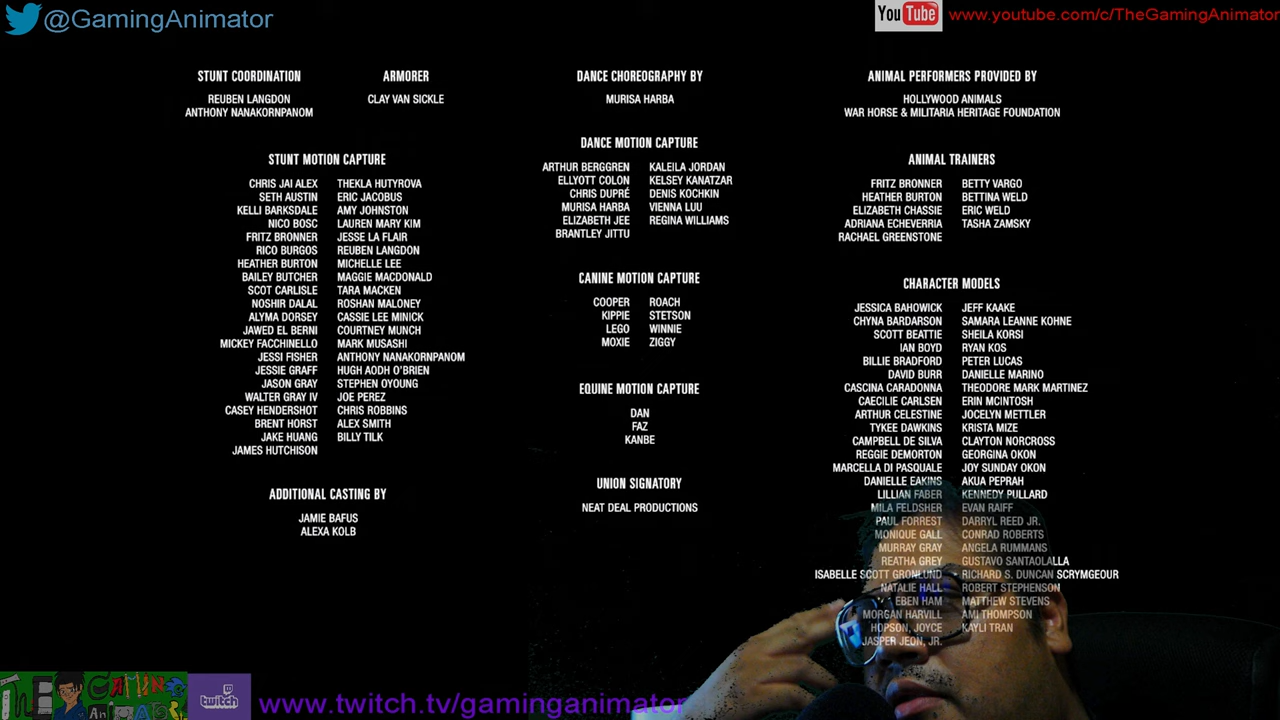 @GamingAnimator
YouTube www.youtube.com/c/TheGamingAnimator
STUNT COORDINATION
REUBEN LANGDON
ANTHONY NANAKORNPANOM
ARMORER
CLAY VAN SICKLE
STUNT MOTION CAPTURE
CHRIS JAI ALEX THEKLA HUTYROVA
SETH AUSTIN ERIC JACOBUS
KELLI BARKSDALE AMY JOHNSTON
NICO BOSC LAUREN MARY KIM
FRITZ BRONNER JESSE LA FLAIR
RICO BURGOS REUBEN LANGDON
HEATHER BURTON MICHELLE LEE
BAILEY BUTCHER MAGGIE MACDONALD
SCOT CARLISLE TARA MACKEN
NOSHIR DALAL ROSHAN MALONEY
ALYMA DORSEY CASSIE LEE MINICK
JAWED EL BERNI COURTNEY MUNCH
MICKEY FACCHINELLO MARK MUSASHI
JESSI FISHER ANTHONY NANAKORNPANOM
JESSIE GRAFF HUGH AODH O'BRIEN
JASON GRAY STEPHEN OYOUNG
WALTER GRAY IV JOE PEREZ
CASEY HENDERSHOT CHRIS ROBBINS
BRENT HORST ALEX SMITH
JAKE HUANG BILLY TILK
JAMES HUTCHISON
ADDITIONAL CASTING BY
JAMIE BAFUS
ALEXA KOLB
DANCE CHOREOGRAPHY BY
MURISA HARBA
DANCE MOTION CAPTURE
ARTHUR BERGGREN KALEILA JORDAN
ELLYOTT COLON KELSEY KANATZAR
CHRIS DUPRÉ DENIS KOCHKIN
MURISA HARBA VIENNA LUU
ELIZABETH JEE REGINA WILLIAMS
BRANTLEY JITTU
CANINE MOTION CAPTURE
COOPER ROACH
KIPPIE STETSON
LEGO WINNIE
MOXIE ZIGGY
EQUINE MOTION CAPTURE
DAN
FAZ
KANBE
UNION SIGNATORY
NEAT DEAL PRODUCTIONS
ANIMAL PERFORMERS PROVIDED BY
HOLLYWOOD ANIMALS
WAR HORSE & MILITARIA HERITAGE FOUNDATION
ANIMAL TRAINERS
FRITZ BRONNER BETTY VARGO
HEATHER BURTON BETTINA WELD
ELIZABETH CHASSIE ERIC WELD
ADRIANA ECHEVERRIA TASHA ZAMSKY
RACHAEL GREENSTONE
CHARACTER MODELS
JESSICA BAHOWICK JEFF KAAKE
CHYNA BARDARSON SAMARA LEANNE KOHNE
SCOTT BEATTIE SHEILA KORSI
IAN BOYD RYAN KOS
BILLIE BRADFORD PETER LUCAS
DAVID BURR DANIELLE MARINO
CASCINA CARADONNA THEODORE MARK MARTINEZ
CAECILIE CARLSEN ERIN MCINTOSH
ARTHUR CELESTINE JOCELYN METTLER
TYKEE DAWKINS KRISTA MIZE
CAMPBELL DE SILVA CLAYTON NORCROSS
REGGIE DEMORTON GEORGINA OKON
MARCELLA DI PASQUALE JOY SUNDAY OKON
DANIELLE EAKINS AKUA PEPRAH
LILLIAN FABER KENNEDY PULLARD
MILA FELDSHER EVAN RAIFF
PAUL FORREST DARRYL REED JR.
MONIQUE GALL CONRAD ROBERTS
MURRAY GRAY ANGELA RUMMANS
REATHA GREY GUSTAVO SANTAOLALLA
ISABELLE SCOTT GRONLUND RICHARD S. DUNCAN SCRYMGEOUR
NATALIE HALL ROBERT STEPHENSON
EBEN HAM MATTHEW STEVENS
MORGAN HARVILL AMI THOMPSON
HOPSON, JOYCE KAYLI TRAN
JASPER JEON, JR.
THE GAMING ANIMATOR
twitch www.twitch.tv/gaminganimator